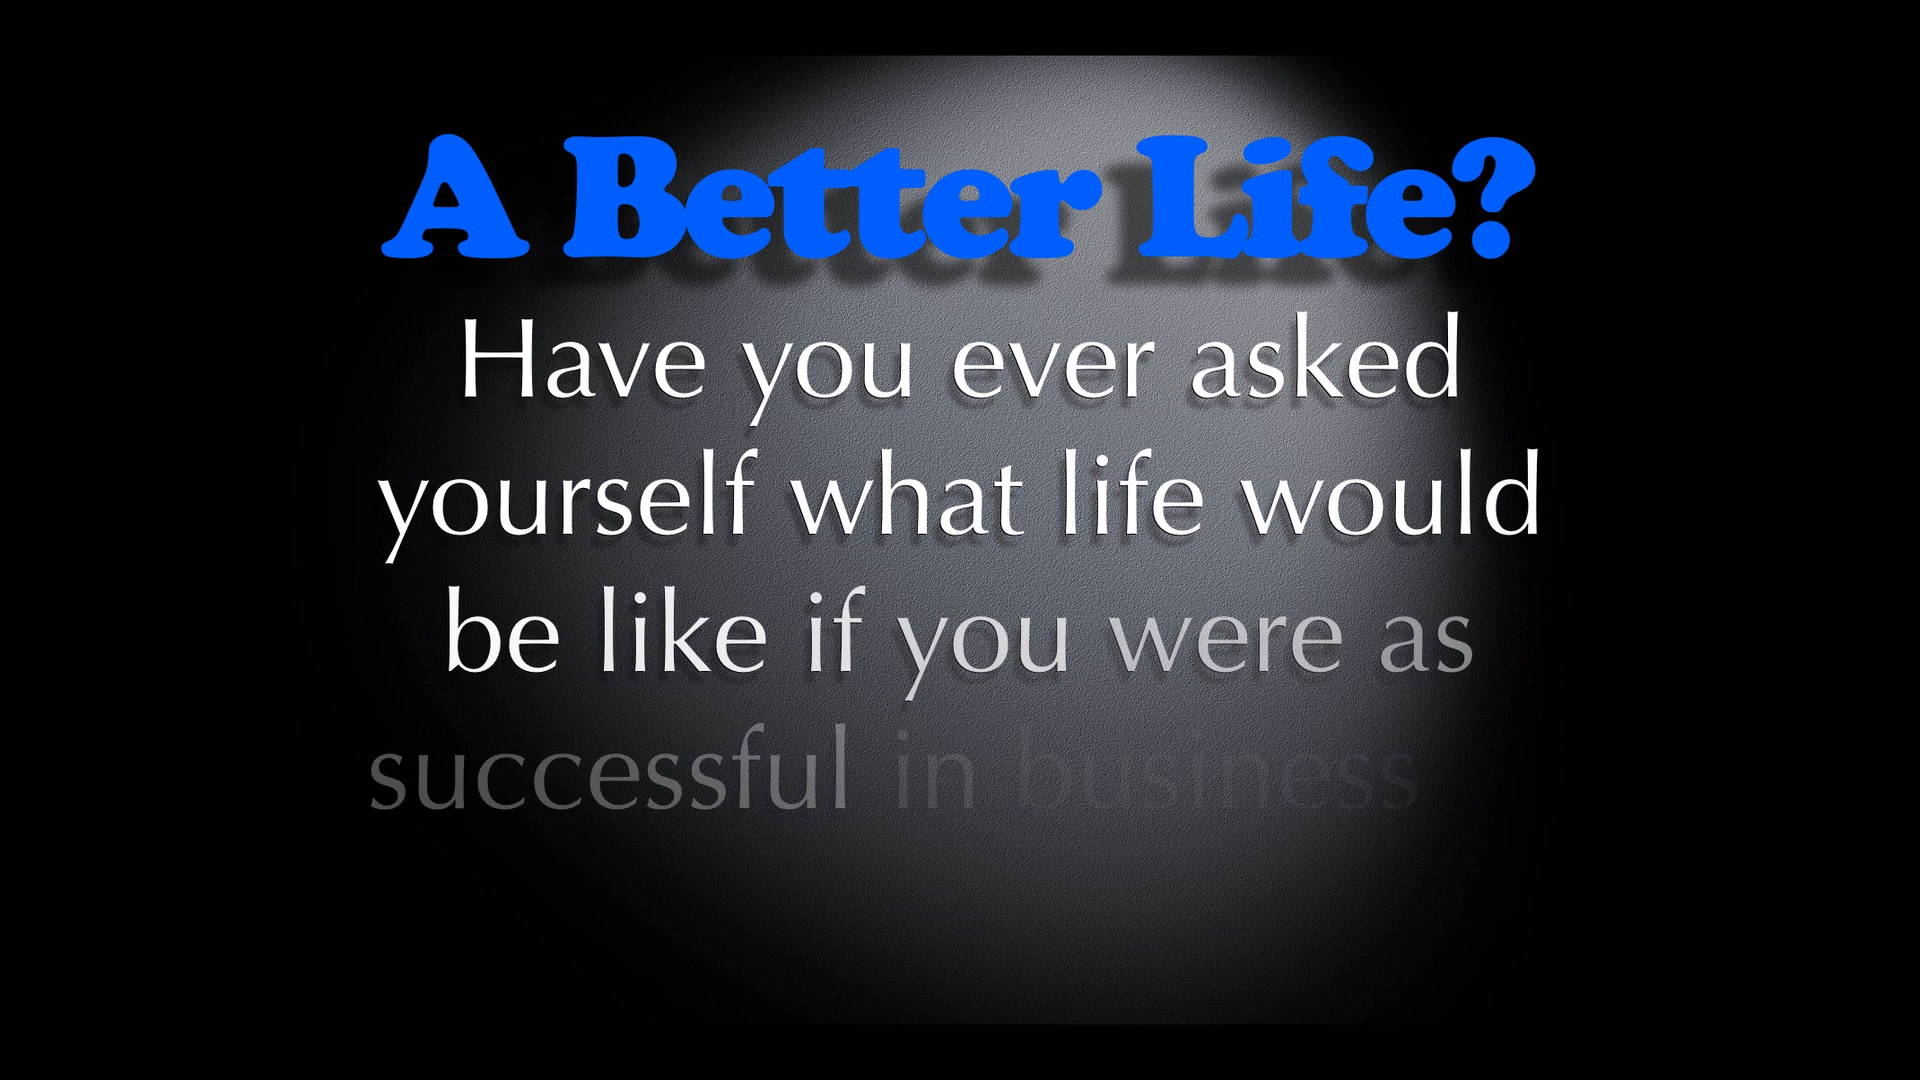 A Better Life?
Have you ever asked
yourself what life would
be like if you were as
successful in business